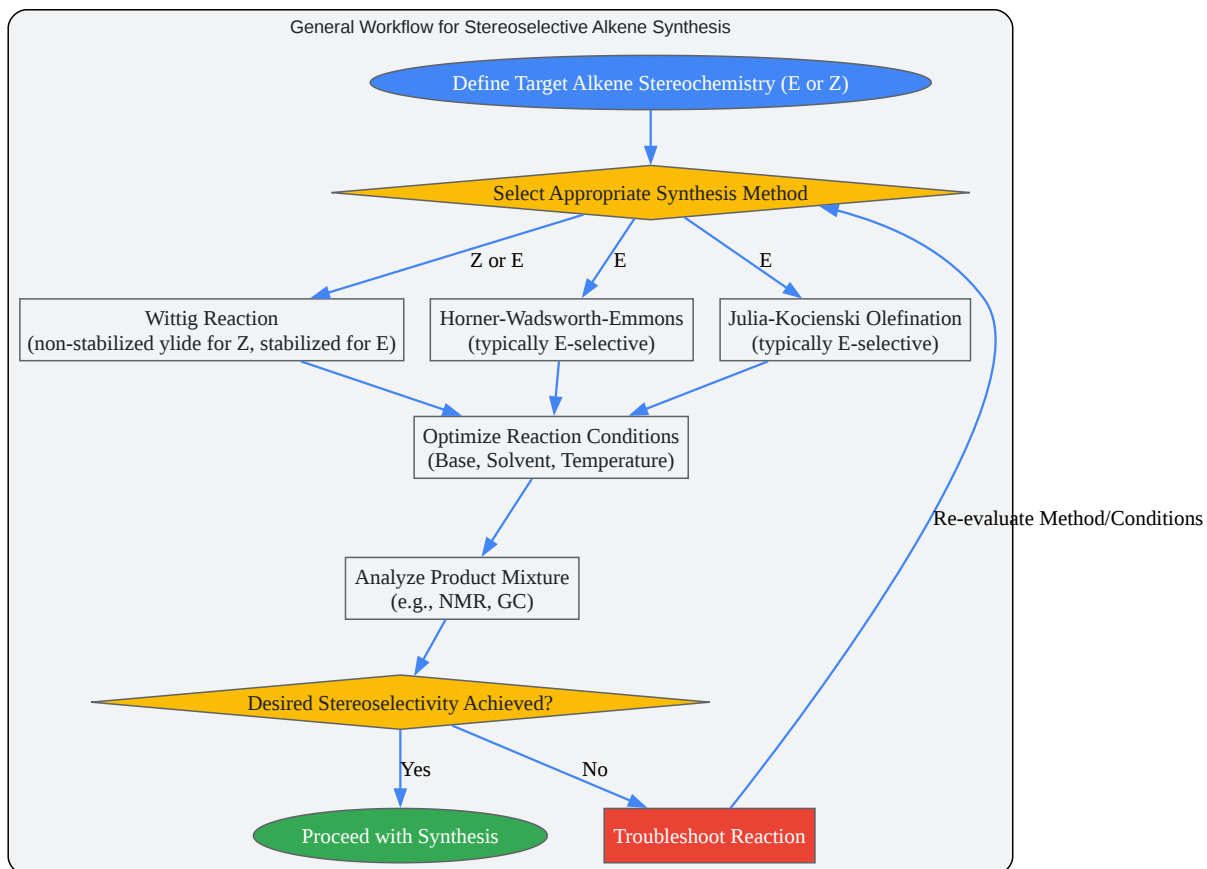 General Workflow for Stereoselective Alkene Synthesis
Define Target Alkene Stereochemistry (E or Z)
Select Appropriate Synthesis Method
Z or E
E
E
Wittig Reaction
(non-stabilized ylide for Z, stabilized for E)
Horner-Wadsworth-Emmons
(typically E-selective)
Julia-Kocienski Olefination
(typically E-selective)
Optimize Reaction Conditions
(Base, Solvent, Temperature)
Re-evaluate Method/Conditions
Analyze Product Mixture
(e.g., NMR, GC)
Desired Stereoselectivity Achieved?
Yes
No
Proceed with Synthesis
Troubleshoot Reaction